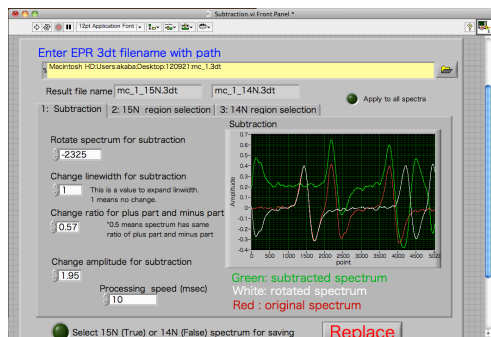 Subtraction.vi Front Panel *
12pt Application Font
Enter EPR 3dt filename with path
Macintosh HD:Users:akaba:Desktop:120921:mc_1.3dt
Result file name mc_1_15N.3dt mc_1_14N.3dt
Apply to all spectra
1: Subtraction 2: 15N region selection 3: 14N region selection
Subtraction
Rotate spectrum for subtraction
-2325
Change linewidth for subtraction
1 This is a value to expand linwidth.
1 means no change.
Change ratio for plus part and minus part
0.57 *0.5 means spectrum has same
ratio of plus part and minus part
Change amplitude for subtraction
1.95
Processing speed (msec)
10
Amplitude
0.7
0.6
0.5
0.4
0.3
0.2
0.1
0
-0.1
-0.2
-0.3
-0.4
0 500 1000 1500 2000 2500 3000 3500 4000 4500 5020
point
Green: subtracted spectrum
White: rotated spectrum
Red : original spectrum
Select 15N (True) or 14N (False) spectrum for saving
Replace